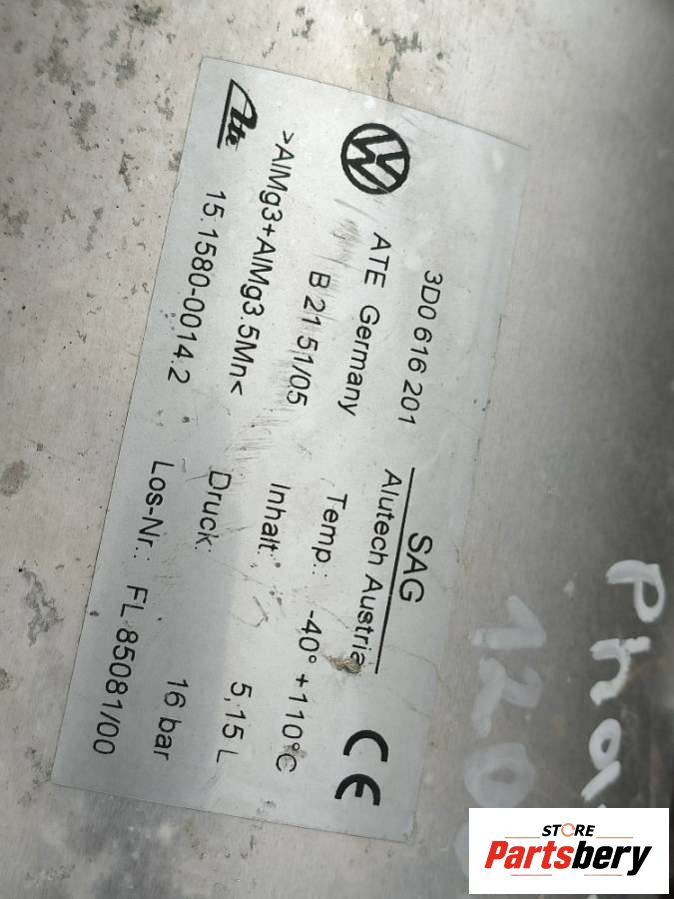 3D0 616 201
ATE Germany
B 21 51/05
>AlMg3+AlMg3.5Mn<
Ate 15.1580-0014.2
SAG
Alutech Austria
Temp.: -40° +110°C
Inhalt: 5,15 L
Druck: 16 bar
Los-Nr.: FL 85081/00
CE
STORE
Partsbery